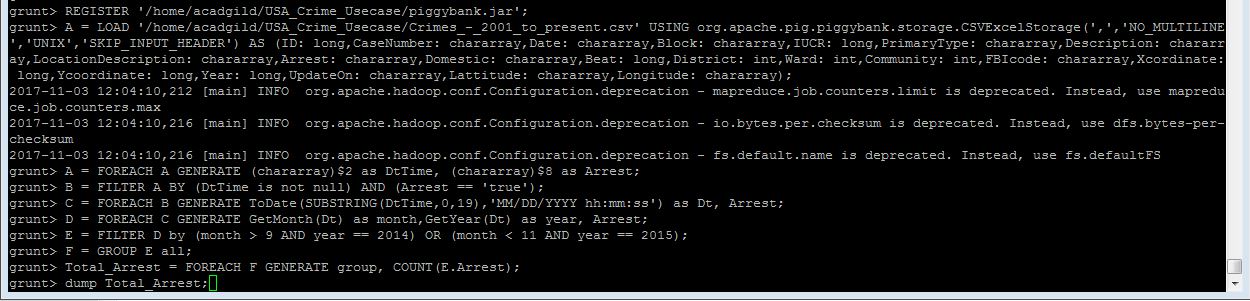 grunt> REGISTER '/home/acadgild/USA_Crime_Usecase/piggybank.jar';
grunt> A = LOAD '/home/acadgild/USA_Crime_Usecase/Crimes_-_2001_to_present.csv' USING org.apache.pig.piggybank.storage.CSVExcelStorage(',','NO_MULTILINE
','UNIX','SKIP_INPUT_HEADER') AS (ID: long,CaseNumber: chararray,Date: chararray,Block: chararray,IUCR: long,PrimaryType: chararray,Description: chararr
ay,LocationDescription: chararray,Arrest: chararray,Domestic: chararray,Beat: long,District: int,Ward: int,Community: int,FBIcode: chararray,Xcordinate:
 long,Ycoordinate: long,Year: long,UpdateOn: chararray,Lattitude: chararray,Longitude: chararray);
2017-11-03 12:04:10,212 [main] INFO  org.apache.hadoop.conf.Configuration.deprecation - mapreduce.job.counters.limit is deprecated. Instead, use mapredu
ce.job.counters.max
2017-11-03 12:04:10,216 [main] INFO  org.apache.hadoop.conf.Configuration.deprecation - io.bytes.per.checksum is deprecated. Instead, use dfs.bytes-per-
checksum
2017-11-03 12:04:10,216 [main] INFO  org.apache.hadoop.conf.Configuration.deprecation - fs.default.name is deprecated. Instead, use fs.defaultFS
grunt> A = FOREACH A GENERATE (chararray)$2 as DtTime, (chararray)$8 as Arrest;
grunt> B = FILTER A BY (DtTime is not null) AND (Arrest == 'true');
grunt> C = FOREACH B GENERATE ToDate(SUBSTRING(DtTime,0,19),'MM/DD/YYYY hh:mm:ss') as Dt, Arrest;
grunt> D = FOREACH C GENERATE GetMonth(Dt) as month,GetYear(Dt) as year, Arrest;
grunt> E = FILTER D by (month > 9 AND year == 2014) OR (month < 11 AND year == 2015);
grunt> F = GROUP E all;
grunt> Total_Arrest = FOREACH F GENERATE group, COUNT(E.Arrest);
grunt> dump Total_Arrest;